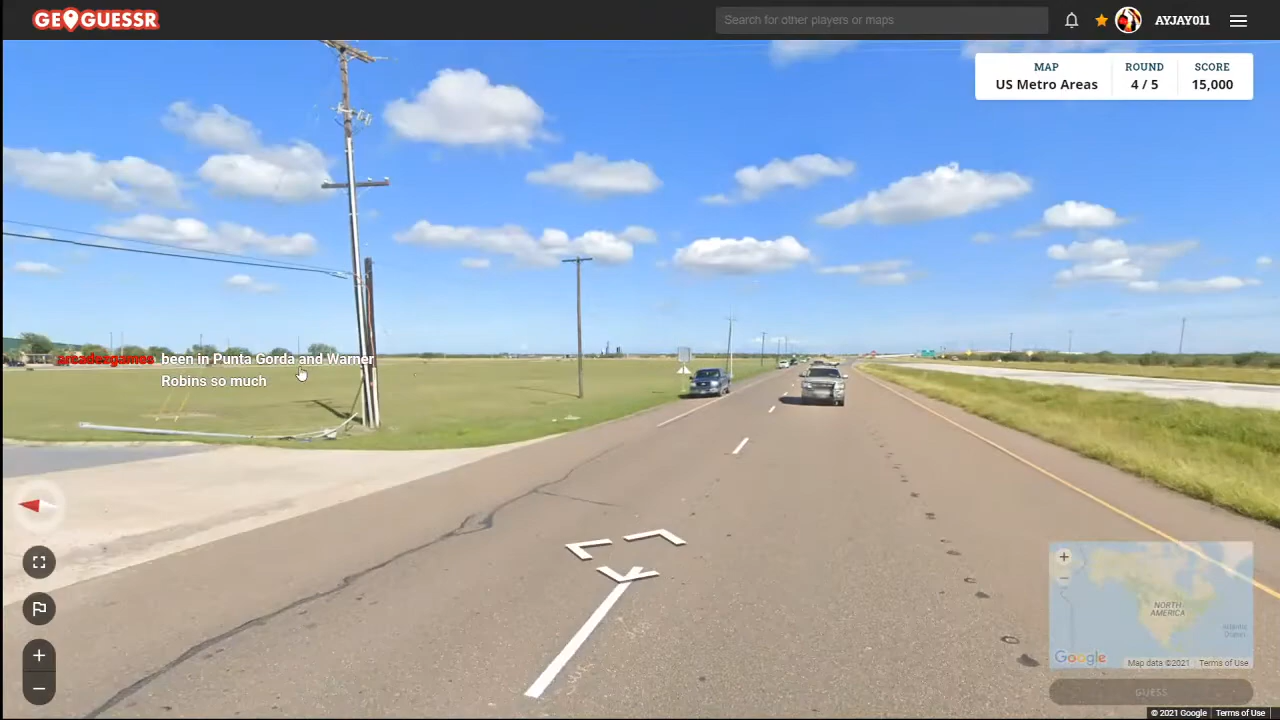 GEOGUESSR
Search for other players or maps
AYJAY011
MAP ROUND SCORE
US Metro Areas 4 / 5 15,000
arcadezgames been in Punta Gorda and Warner
Robins so much
+
−
NORTH
AMERICA
Google
Map data ©2021 Terms of Use
GUESS
+
−
© 2021 Google Terms of Use